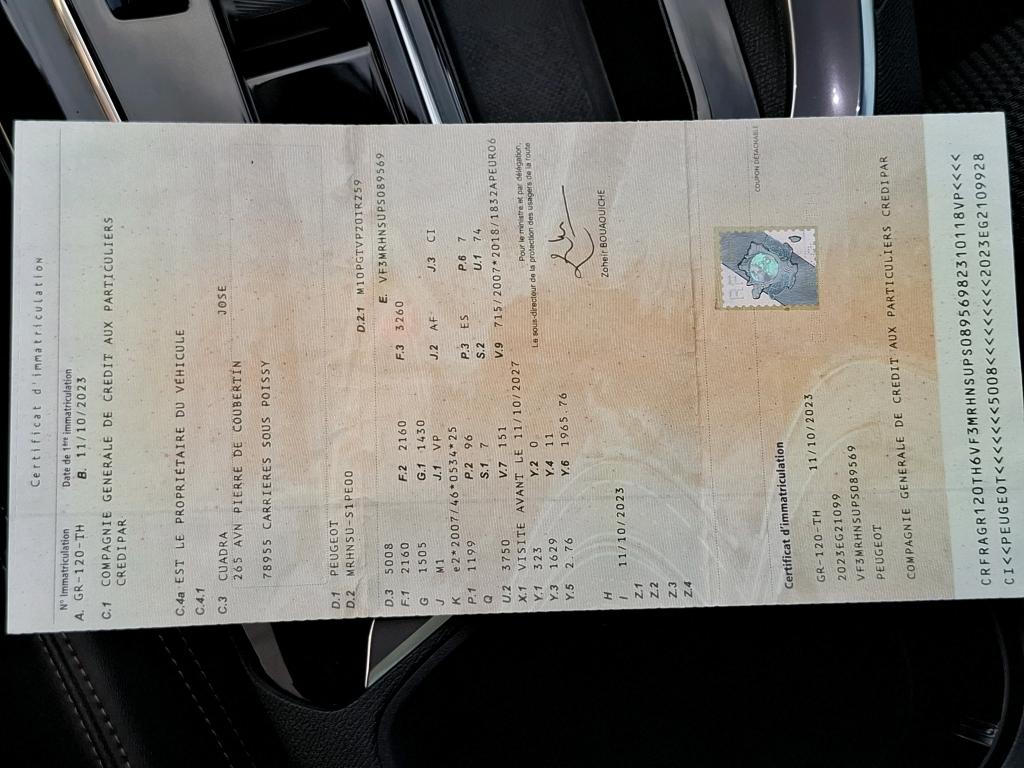 Certificat d'immatriculation
N° Immatriculation Date de 1ère immatriculation
A. GR-120-TH B. 11/10/2023
C.1 COMPAGNIE GENERALE DE CREDIT AUX PARTICULIERS
CREDIPAR
C.4a EST LE PROPRIETAIRE DU VEHICULE
C.4.1
C.3 CUADRA JOSE
265 AVN PIERRE DE COUBERTIN
78955 CARRIERES SOUS POISSY
D.1 PEUGEOT
D.2 MRHNSU-S1PE00 D.2.1 M10PGTVP201RZ59
D.3 5008 E. VF3MRHNSUPS089569
F.1 2160 F.2 2160 F.3 3260
G 1505 G.1 1430
J M1 J.1 VP J.2 AF J.3 CI
K e2*2007/46*0534*25
P.1 1199 P.2 96 P.3 ES P.6 7
Q S.1 7 S.2 U.1 74
U.2 3750 V.7 151 V.9 715/2007*2018/1832APEURO6
X.1 VISITE AVANT LE 11/10/2027
Y.1 323 Y.2 0
Y.3 1629 Y.4 11
Y.5 2.76 Y.6 1965.76
Pour le ministre et par délégation,
Le sous-directeur de la protection des usagers de la route
Zoheir BOUAOUICHE
H
I 11/10/2023
Z.1
Z.2
Z.3
Z.4
COUPON DÉTACHABLE
Certificat d'immatriculation
GR-120-TH 11/10/2023
2023EG21099
VF3MRHNSUPS089569
PEUGEOT
COMPAGNIE GENERALE DE CREDIT AUX PARTICULIERS CREDIPAR
CRFRAGR120TH6VF3MRHNSUPS08956982310118VP<<<<
CI<<PEUGEOT<<<<<<5008<<<<<<<<<<2023EG2109928